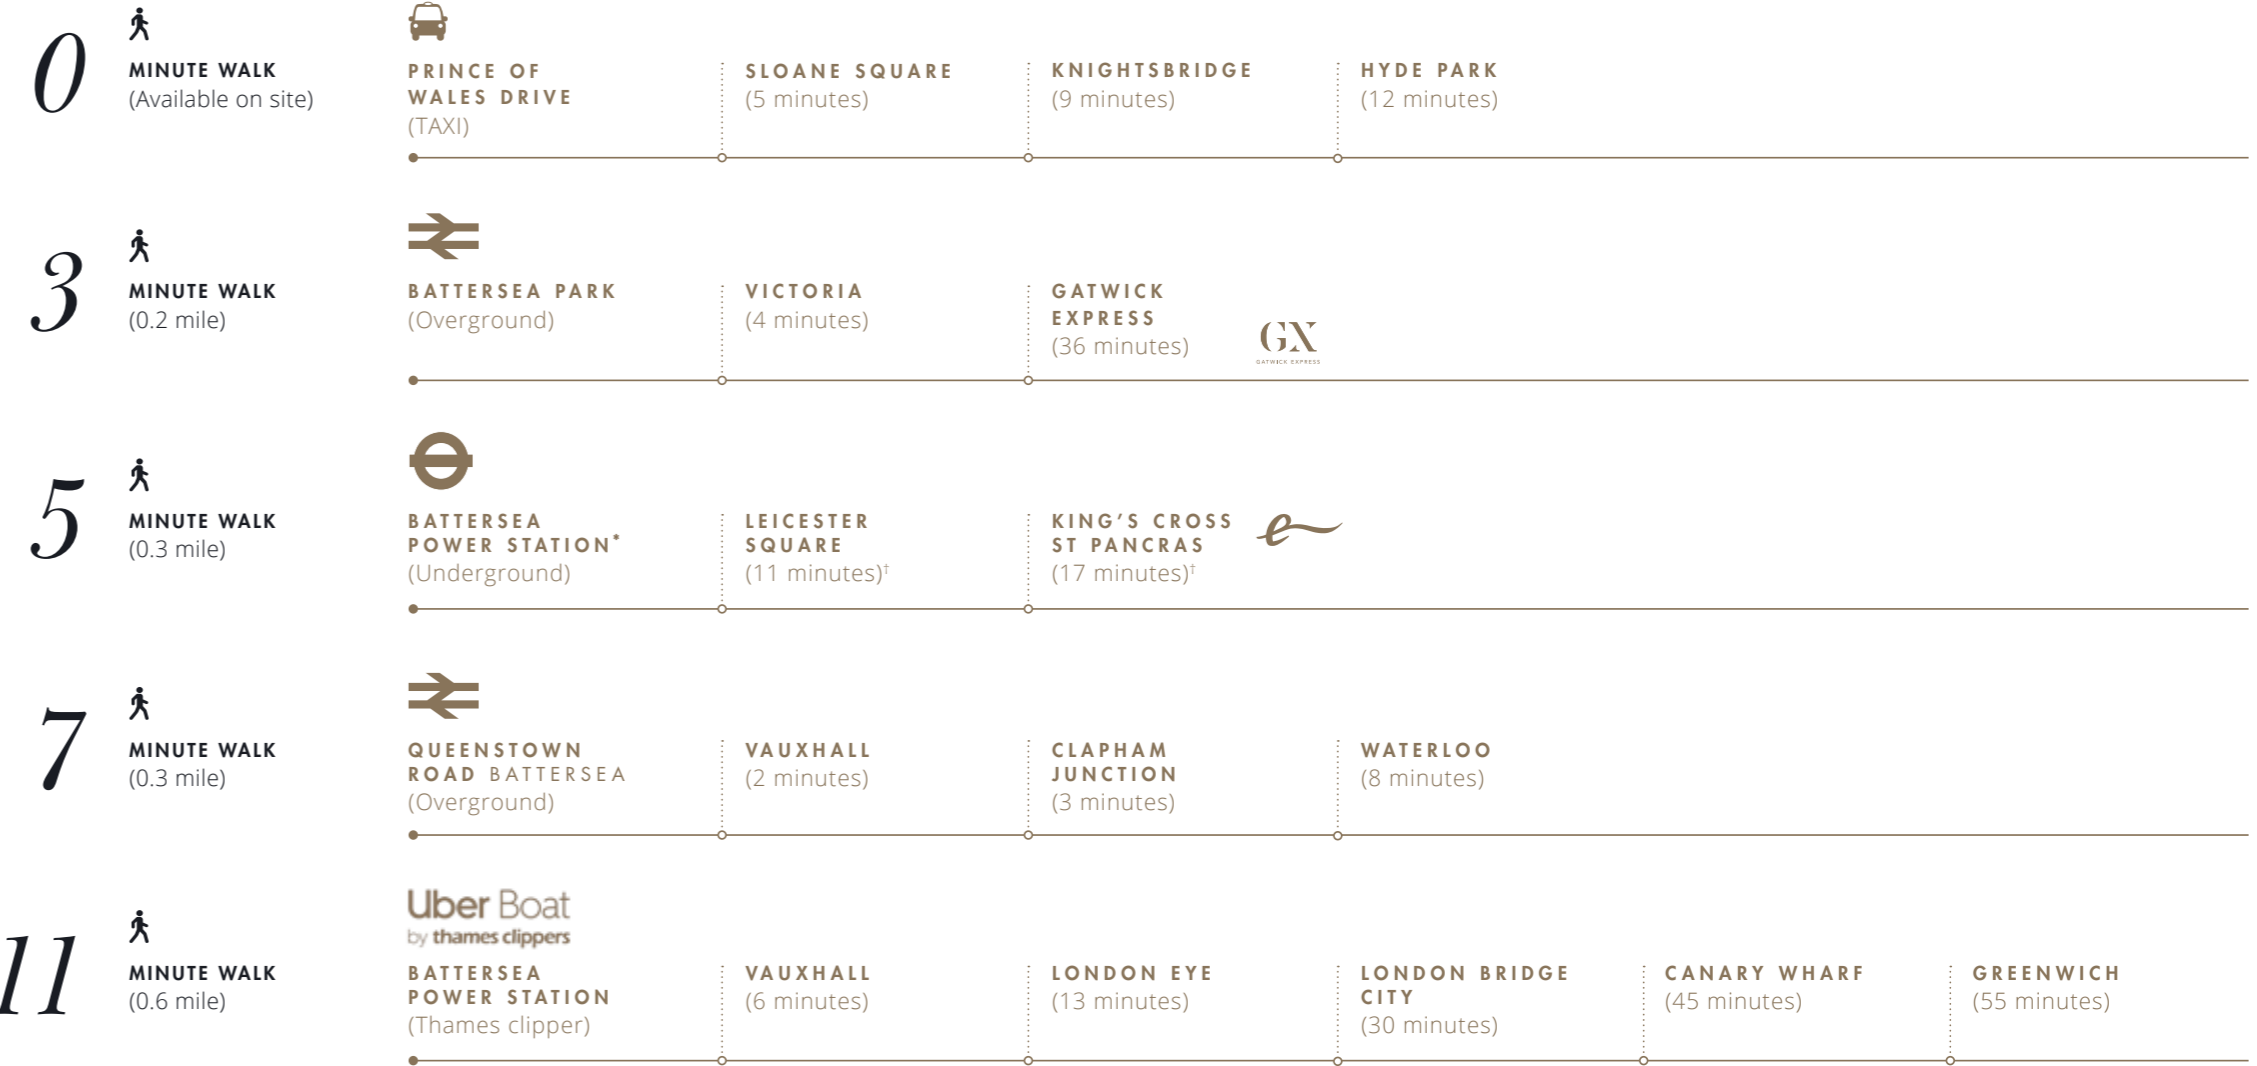 0
MINUTE WALK
(Available on site)
PRINCE OF
WALES DRIVE
(TAXI)
SLOANE SQUARE
(5 minutes)
KNIGHTSBRIDGE
(9 minutes)
HYDE PARK
(12 minutes)
3
MINUTE WALK
(0.2 mile)
BATTERSEA PARK
(Overground)
VICTORIA
(4 minutes)
GATWICK
EXPRESS
(36 minutes)
GX
GATWICK EXPRESS
5
MINUTE WALK
(0.3 mile)
BATTERSEA
POWER STATION*
(Underground)
LEICESTER
SQUARE
(11 minutes)†
KING'S CROSS
ST PANCRAS
(17 minutes)†
e
7
MINUTE WALK
(0.3 mile)
QUEENSTOWN
ROAD BATTERSEA
(Overground)
VAUXHALL
(2 minutes)
CLAPHAM
JUNCTION
(3 minutes)
WATERLOO
(8 minutes)
11
MINUTE WALK
(0.6 mile)
Uber Boat
by thames clippers
BATTERSEA
POWER STATION
(Thames clipper)
VAUXHALL
(6 minutes)
LONDON EYE
(13 minutes)
LONDON BRIDGE
CITY
(30 minutes)
CANARY WHARF
(45 minutes)
GREENWICH
(55 minutes)